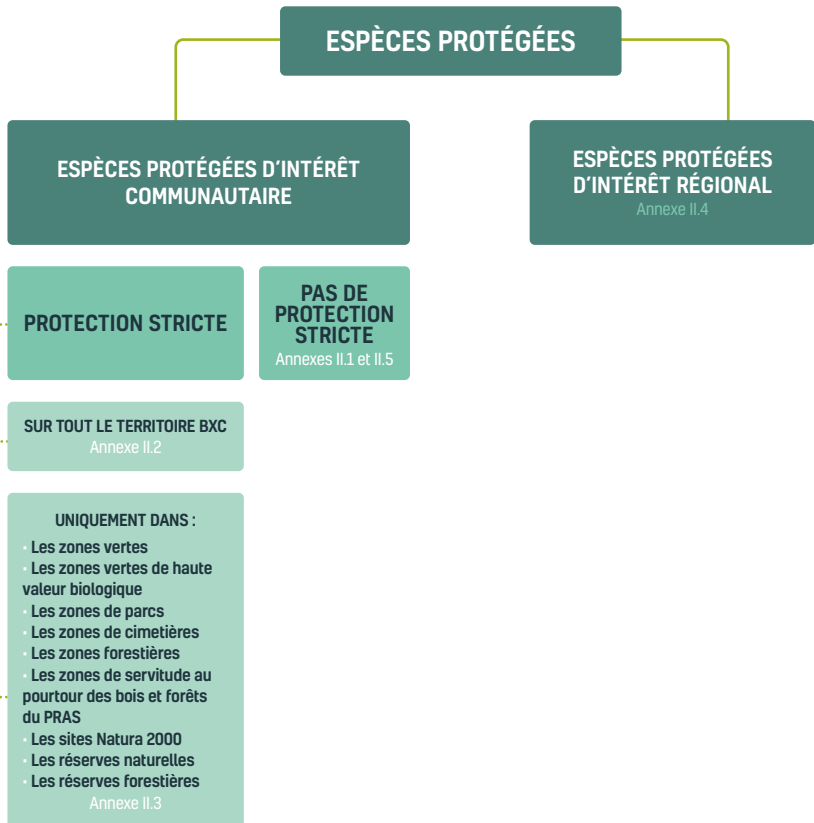 ESPÈCES PROTÉGÉES
ESPÈCES PROTÉGÉES D'INTÉRÊT
COMMUNAUTAIRE
ESPÈCES PROTÉGÉES
D'INTÉRÊT RÉGIONAL
Annexe II.4
PROTECTION STRICTE
PAS DE
PROTECTION
STRICTE
Annexes II.1 et II.5
SUR TOUT LE TERRITOIRE BXC
Annexe II.2
UNIQUEMENT DANS :
· Les zones vertes
· Les zones vertes de haute
valeur biologique
· Les zones de parcs
· Les zones de cimetières
· Les zones forestières
· Les zones de servitude au
pourtour des bois et forêts
du PRAS
· Les sites Natura 2000
· Les réserves naturelles
· Les réserves forestières
Annexe II.3